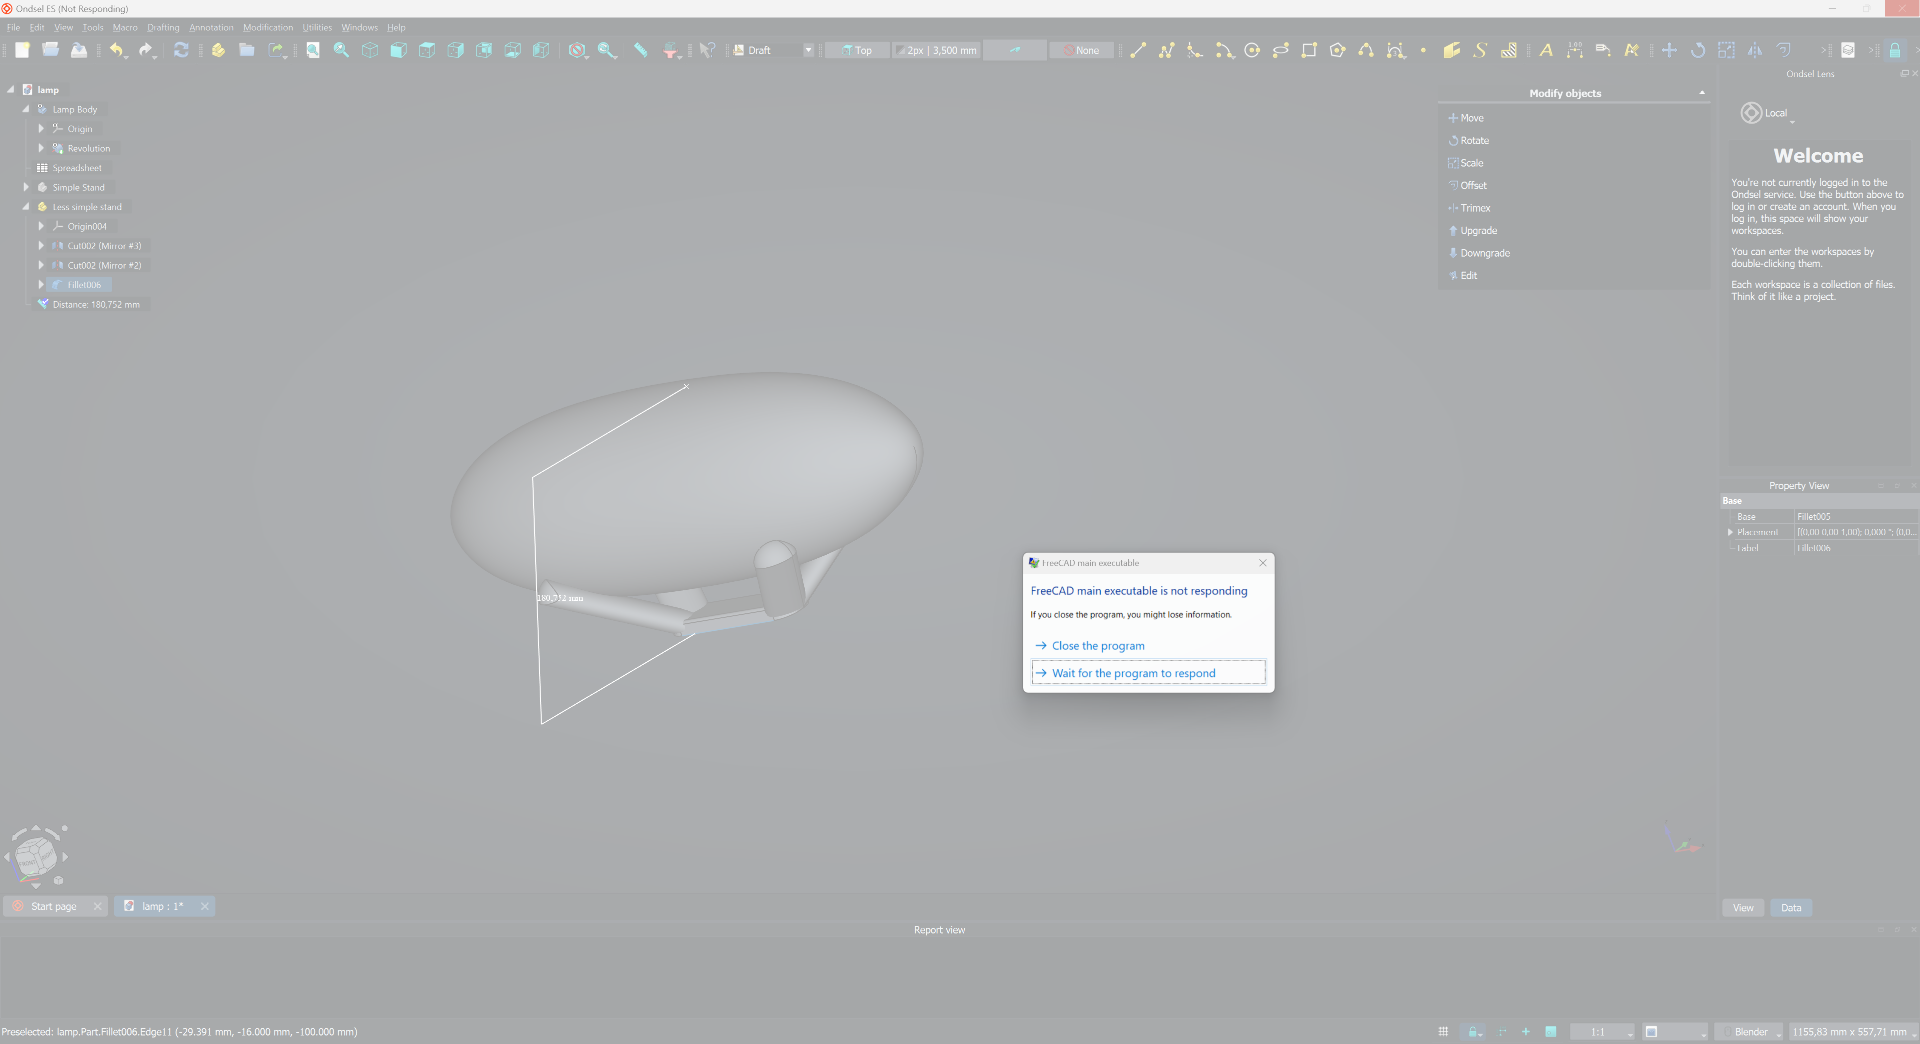 Ondsel ES (Not Responding)
File Edit View Tools Macro Drafting Annotation Modification Utilities Windows Help
Draft
Top
2px | 3,500 mm
None
Ondsel Lens
lamp
Lamp Body
Origin
Revolution
Spreadsheet
Simple Stand
Less simple stand
Origin004
Cut002 (Mirror #3)
Cut002 (Mirror #2)
Fillet006
Distance: 180,752 mm
Modify objects
Move
Rotate
Scale
Offset
Trimex
Upgrade
Downgrade
Edit
Local
Welcome
You're not currently logged in to the
Ondsel service. Use the button above to
log in or create an account. When you
log in, this space will show your
workspaces.
You can enter the workspaces by
double-clicking them.
Each workspace is a collection of files.
Think of it like a project.
Property View
Base
Base Fillet005
Placement [(0,00 0,00 1,00); 0,000 °; (0,0...
Label Fillet006
180,752 mm
FreeCAD main executable
FreeCAD main executable is not responding
If you close the program, you might lose information.
Close the program
Wait for the program to respond
Start page
lamp : 1*
View
Data
Report view
Preselected: lamp.Part.Fillet006.Edge11 (-29.391 mm, -16.000 mm, -100.000 mm)
1:1
Blender
1155,83 mm x 557,71 mm